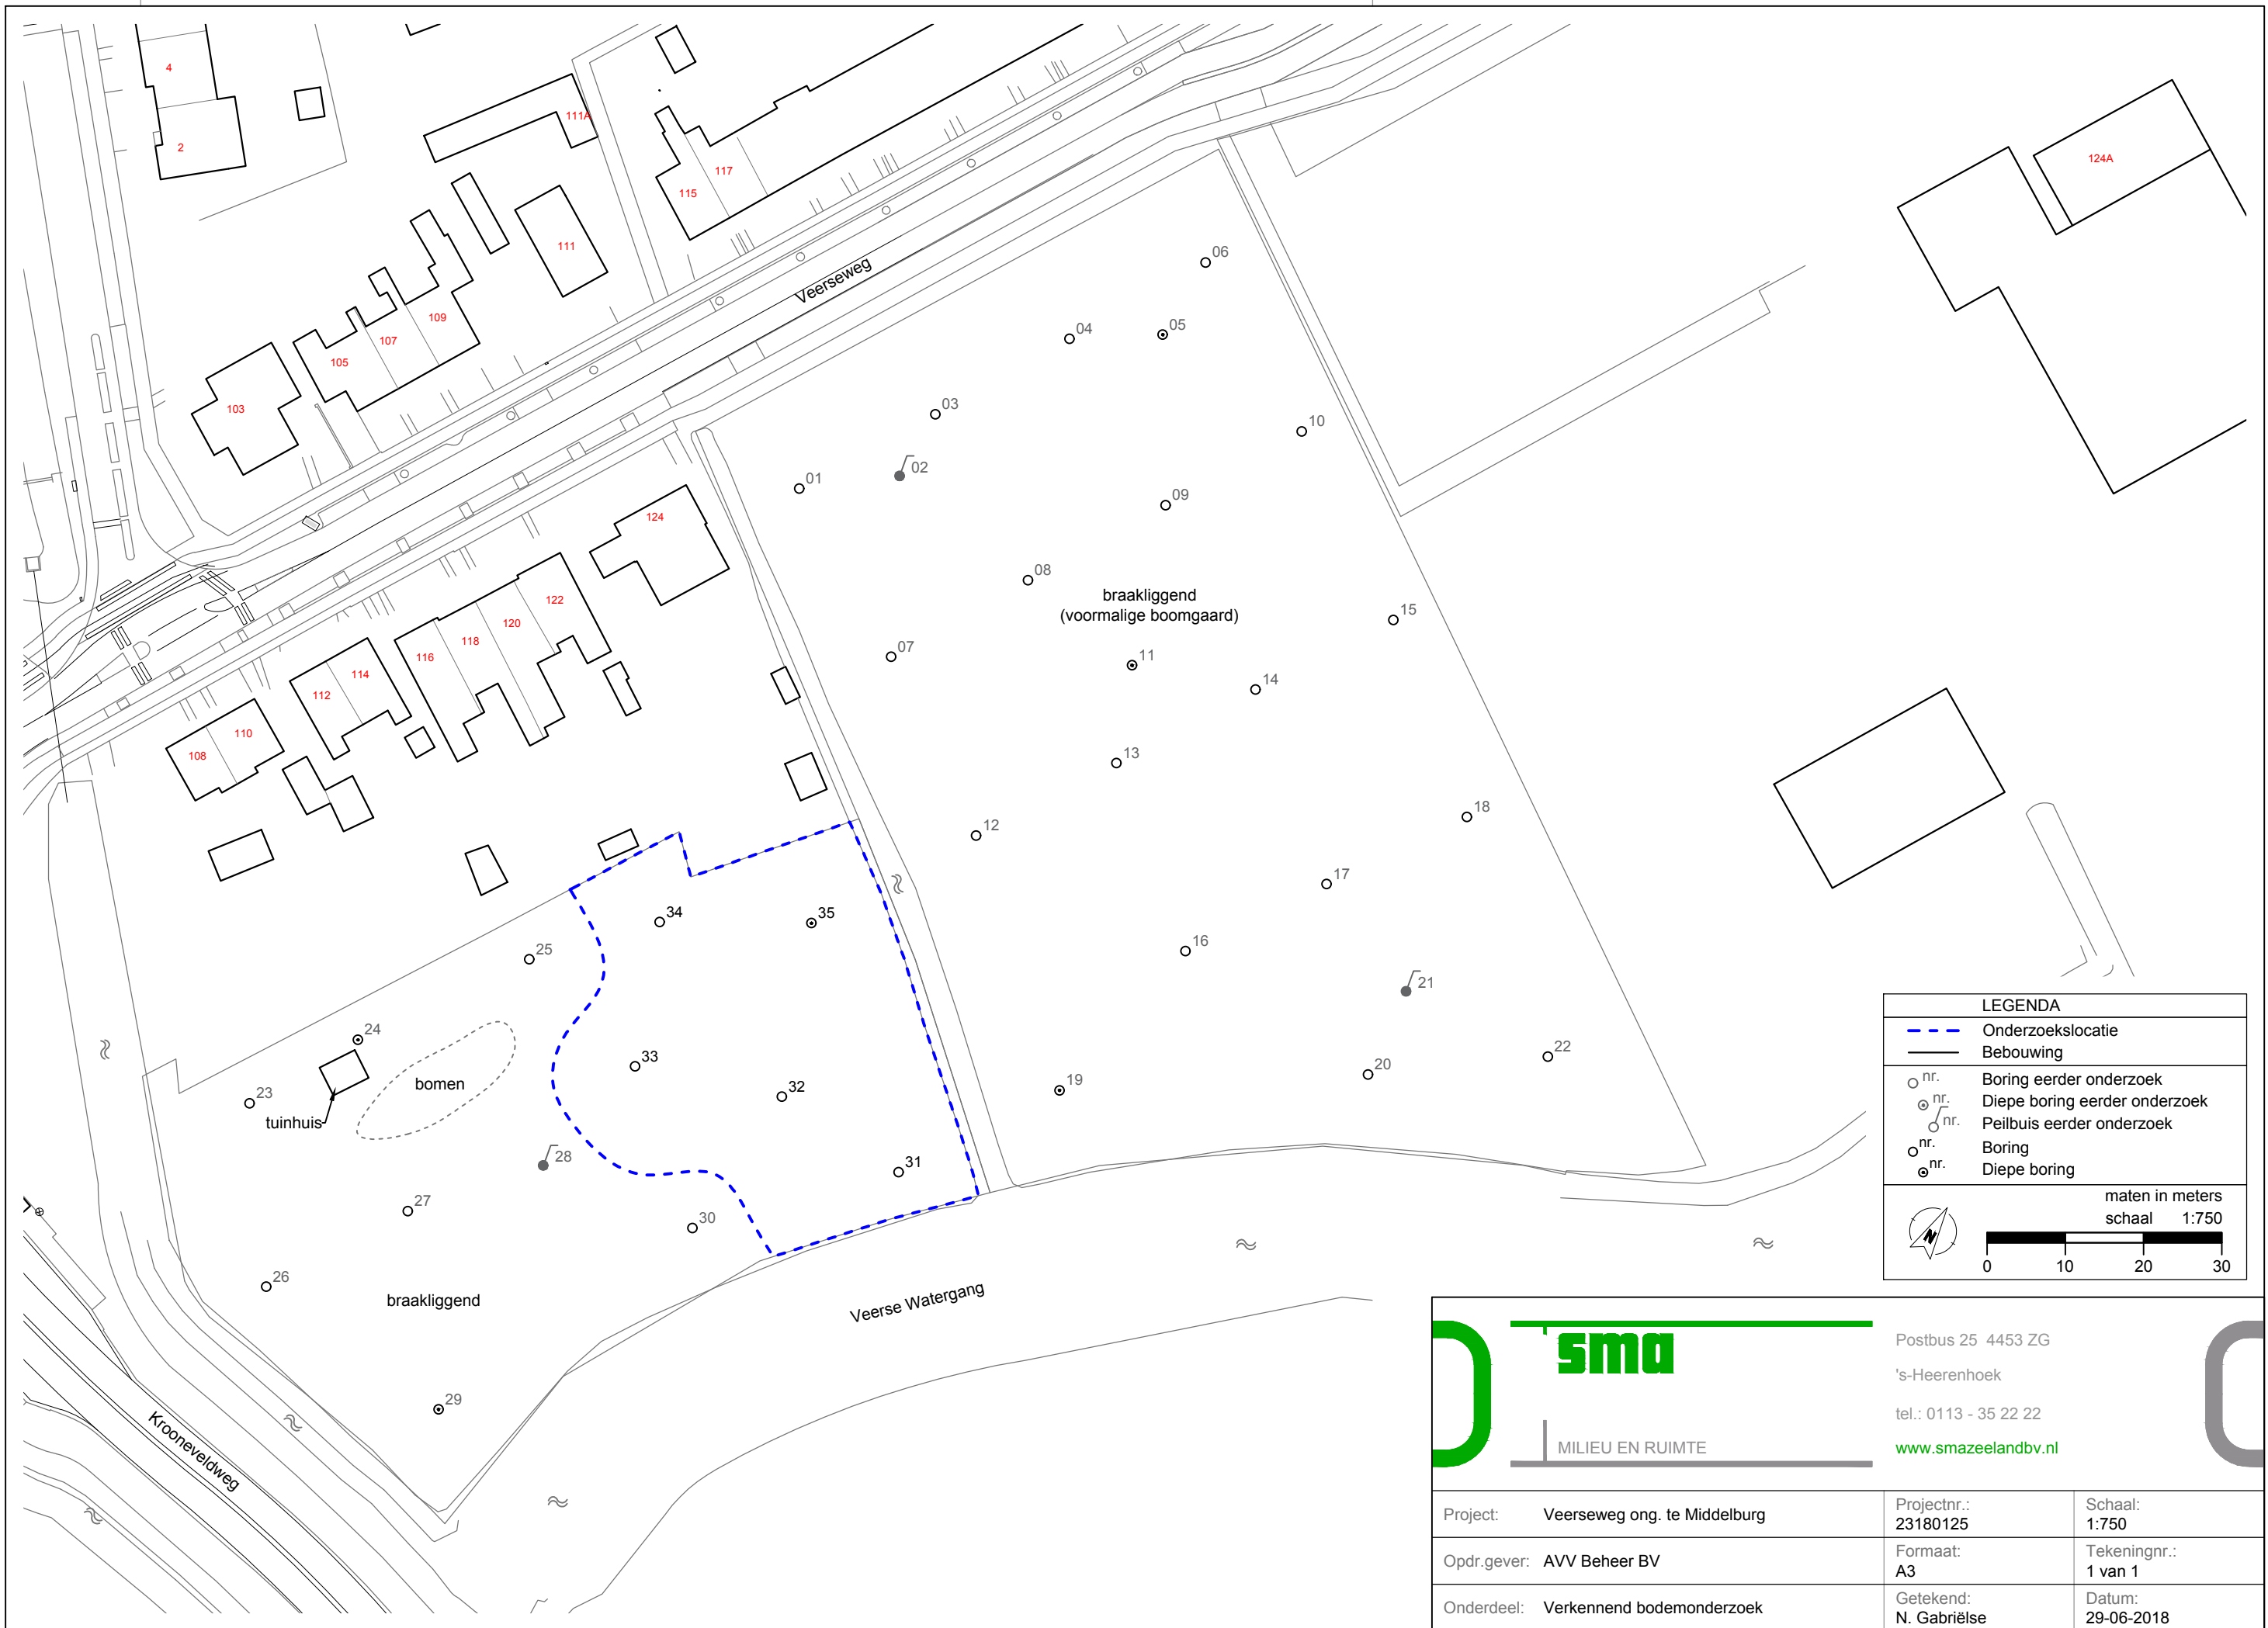 4
2
111A
117
115
111
109
107
105
103
Veerseweg
124A
06
04
05
03
10
01
02
09
124
08
braakliggend
(voormalige boomgaard)
122
120
118
116
15
07
11
14
114
112
110
108
13
18
12
17
34
35
25
16
21
24
33
32
bomen
23
tuinhuis
19
20
22
28
31
27
30
26
braakliggend
Veerse Watergang
29
Krooneveldweg
LEGENDA
Onderzoekslocatie
Bebouwing
nr. Boring eerder onderzoek
nr. Diepe boring eerder onderzoek
nr. Peilbuis eerder onderzoek
nr. Boring
nr. Diepe boring
maten in meters
schaal 1:750
N
0 10 20 30
sma
MILIEU EN RUIMTE
Postbus 25 4453 ZG
's-Heerenhoek
tel.: 0113 - 35 22 22
www.smazeelandbv.nl
Project: Veerseweg ong. te Middelburg
Projectnr.:
23180125
Schaal:
1:750
Opdr.gever: AVV Beheer BV
Formaat:
A3
Tekeningnr.:
1 van 1
Onderdeel: Verkennend bodemonderzoek
Getekend:
N. Gabriëlse
Datum:
29-06-2018